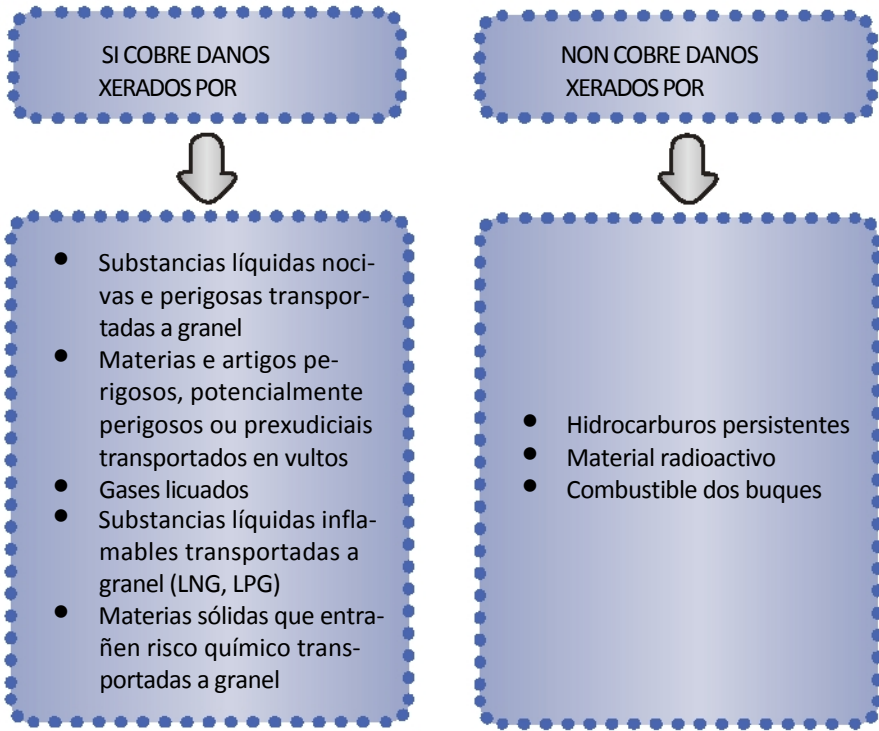 SI COBRE DANOS
XERADOS POR
NON COBRE DANOS
XERADOS POR
• Substancias líquidas noci-
vas e perigosas transpor-
tadas a granel
• Materias e artigos pe-
rigosos, potencialmente
perigosos ou prexudiciais
transportados en vultos
• Gases licuados
• Substancias líquidas infla-
mables transportadas a
granel (LNG, LPG)
• Materias sólidas que entra-
ñen risco químico trans-
portadas a granel
• Hidrocarburos persistentes
• Material radioactivo
• Combustible dos buques